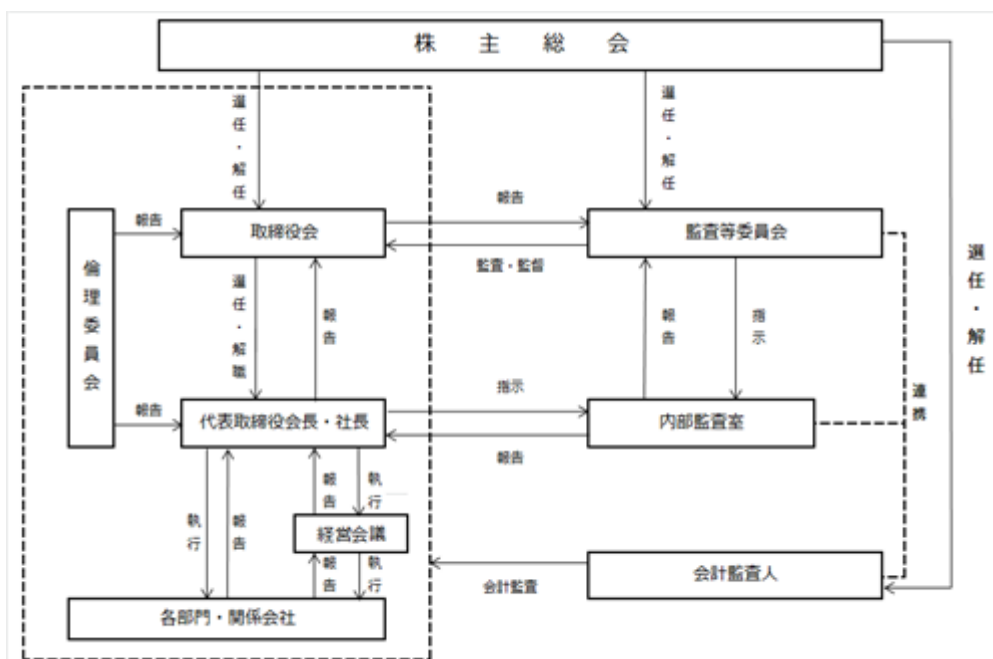 株主総会
選任・解任
選任・解任
報告
取締役会
報告
監査等委員会
監査・監督
倫理委員会
選任・解職
報告
報告
指示
選任・解任
報告
代表取締役会長・社長
指示
内部監査室
連携
報告
執行
報告
報告
執行
経営会議
報告
執行
会計監査
会計監査人
各部門・関係会社